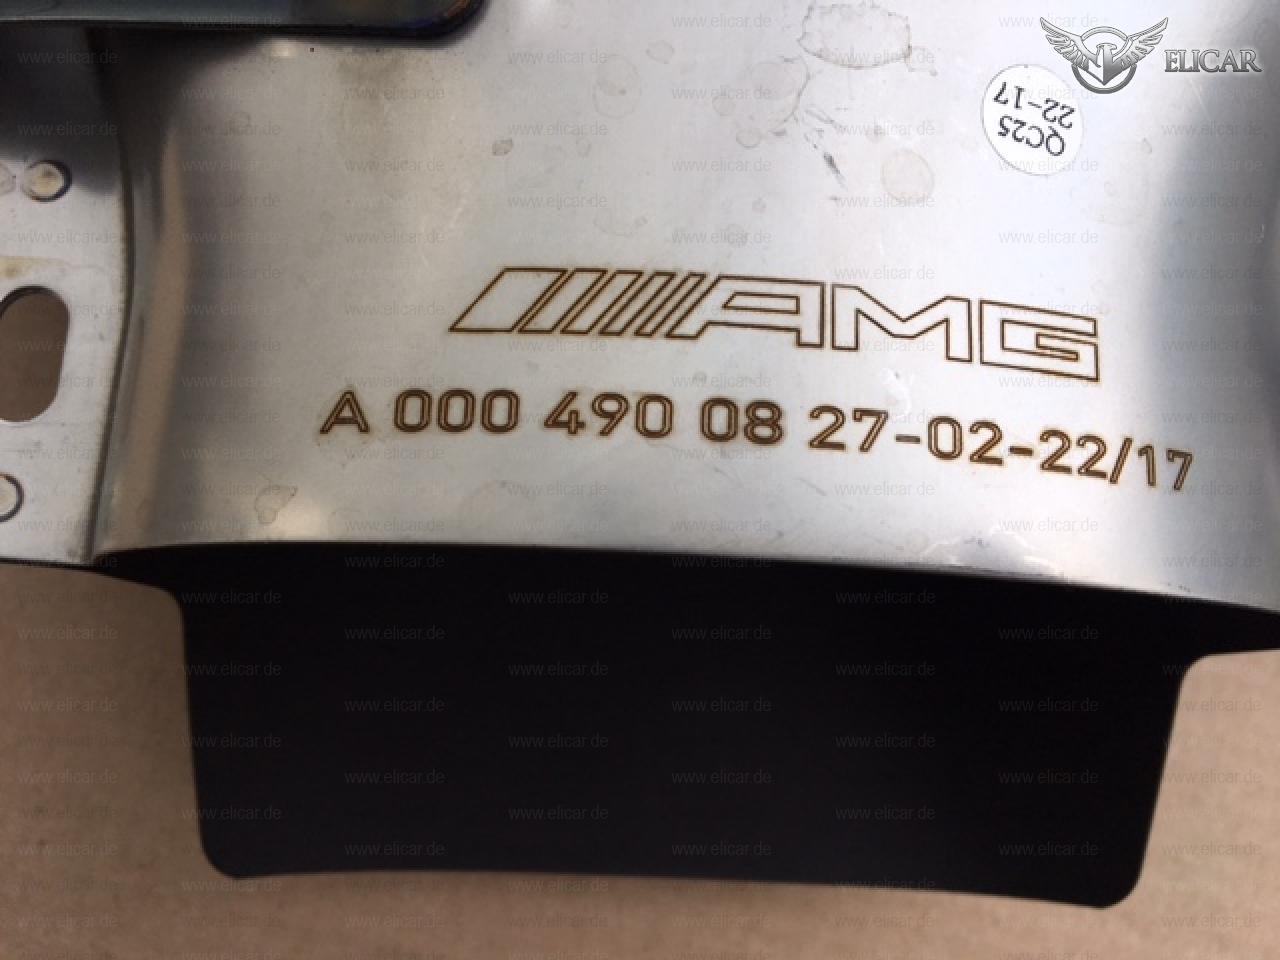 ELICAR
QC25
22-17
AMG
A 000 490 08 27-02-22/17
www.elicar.de